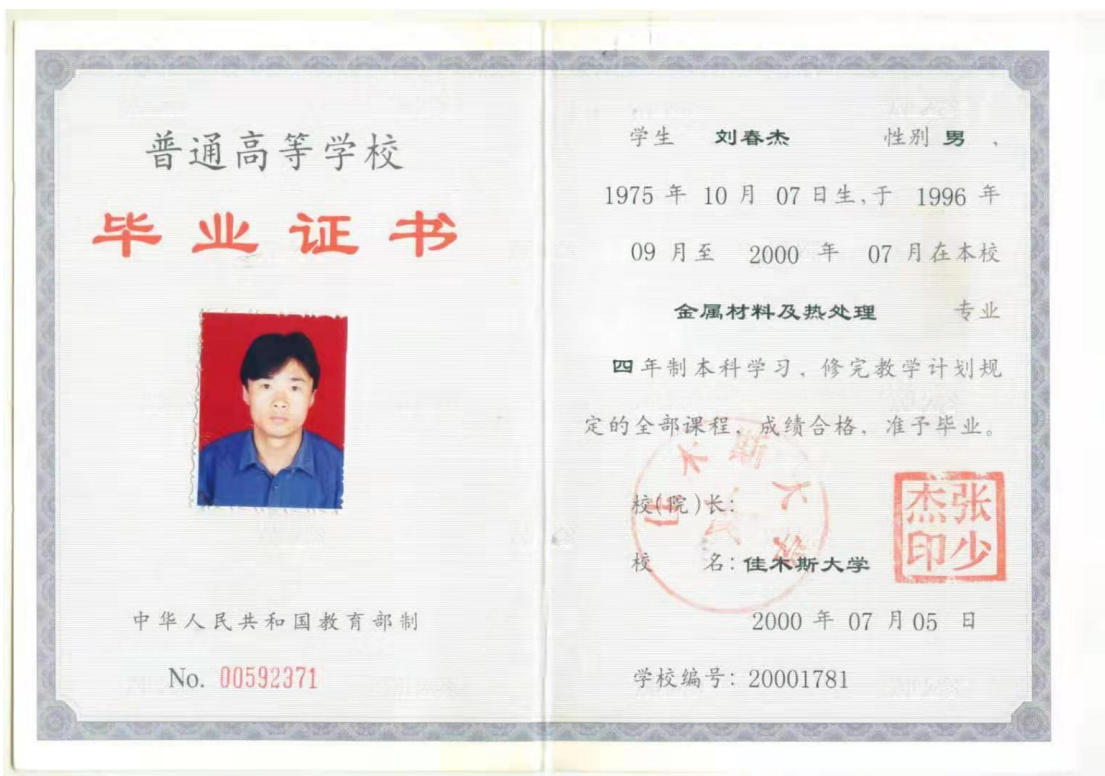 普通高等学校
毕业证书
中华人民共和国教育部制
No. 00592371
学生 刘春杰 性别 男 ，
1975 年 10 月 07 日生,于 1996 年
09 月至 2000 年 07 月在本校
金属材料及热处理 专业
四年制本科学习，修完教学计划规
定的全部课程，成绩合格，准予毕业。
校(院)长:
张少杰印
校 名: 佳木斯大学
佳木斯大学
2000 年 07 月 05 日
学校编号: 20001781